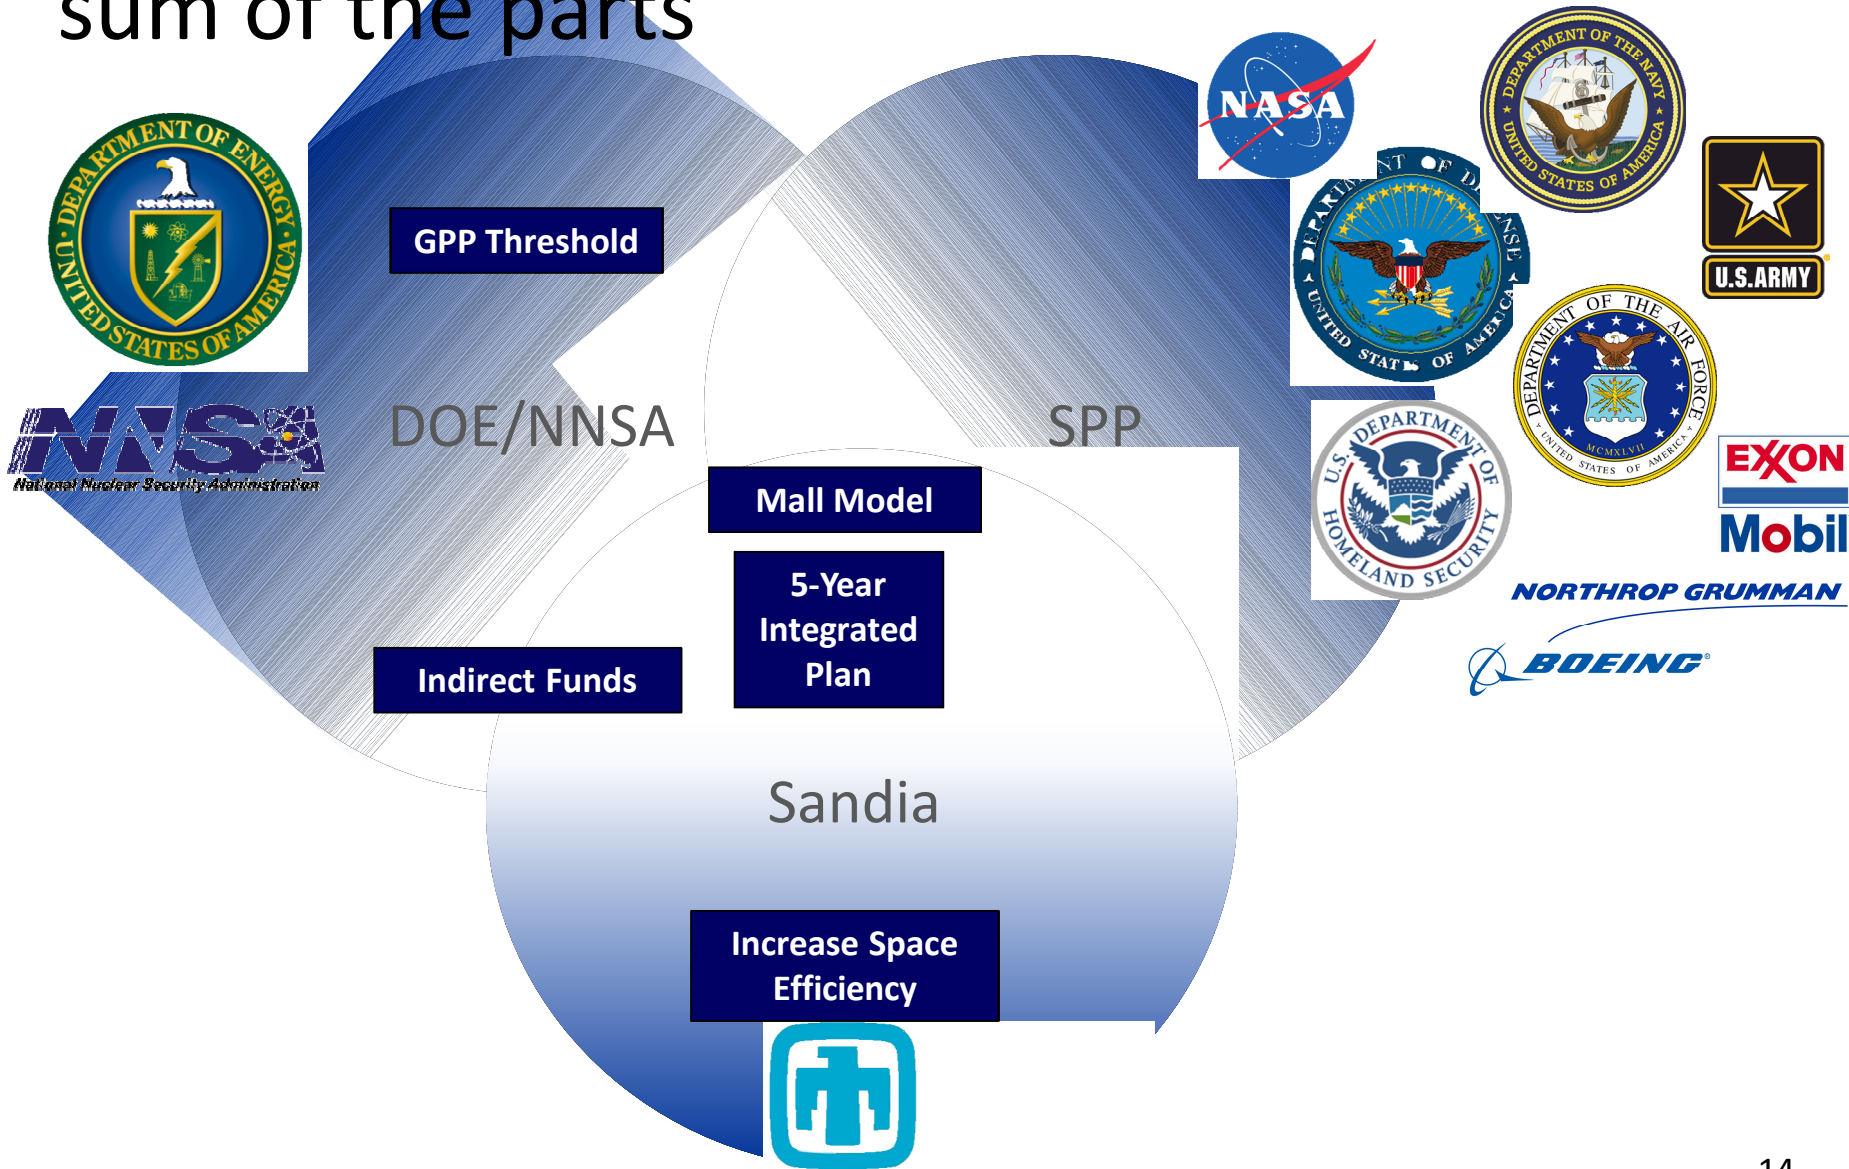 sum of the parts
NASA
DEPARTMENT OF THE NAVY
UNITED STATES OF AMERICA
DEPARTMENT OF ENERGY
UNITED STATES OF AMERICA
DEPARTMENT OF DEFENSE
UNITED STATES OF AMERICA
U.S.ARMY
GPP Threshold
DEPARTMENT OF THE AIR FORCE
MCMXLVII
UNITED STATES OF AMERICA
NNSA
National Nuclear Security Administration
DOE/NNSA
SPP
U.S. DEPARTMENT OF
HOMELAND SECURITY
EXXON
Mobil
Mall Model
5-Year
Integrated
Plan
NORTHROP GRUMMAN
Indirect Funds
BOEING®
Sandia
Increase Space
Efficiency
14